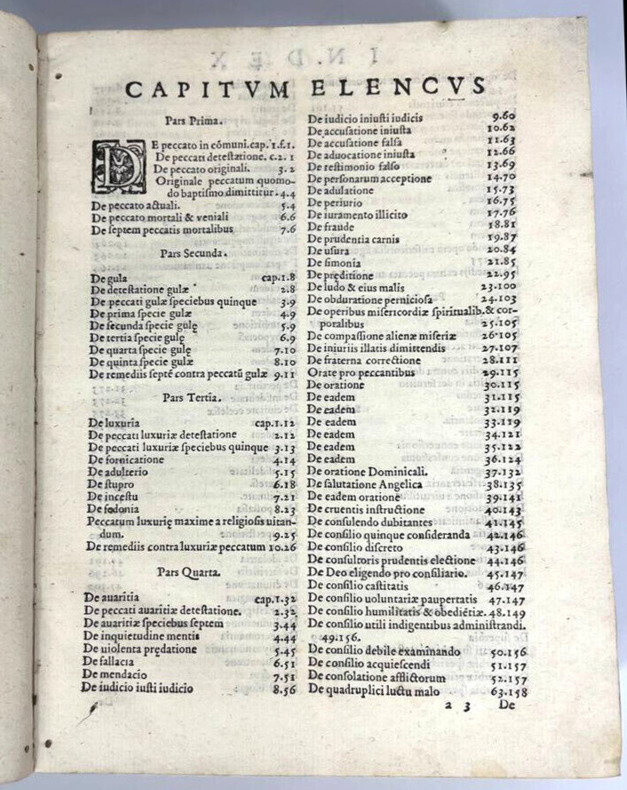 CAPITVM ELENCVS
Pars Prima.
DE peccato in cōmuni. cap. 1.f.1.
De peccati detestatione. c.2. 1
De peccato originali. 3. 2
Originale peccatum quomo-
do baptismo dimittitur. 4.4
De peccato actuali. 5.4
De peccato mortali & veniali 6.6
De septem peccatis mortalibus 7.6
Pars Secunda.
De gula cap.1.8
De detestatione gulæ 2.8
De peccati gulæ speciebus quinque 3.9
De prima specie gulæ 4.9
De secunda specie gulę 5.9
De tertia specie gulę 6.9
De quarta specie gulę 7.10
De quinta specie gulæ 8.10
De remediis septē contra peccatū gulæ 9.11
Pars Tertia.
De luxuria cap.1.12
De peccati luxuriæ detestatione 2.12
De peccati luxuriæ speciebus quinque 3.13
De fornicatione 4.14
De adulterio 5.15
De stupro 6.18
De incestu 7.21
De sodonia 8.23
Peccatum luxurię maxime a religiosis uitan-
dum. 9.25
De remediis contra luxuriæ peccatum 10.26
Pars Quarta.
De auaritia cap.1.32
De peccati auaritiæ detestatione. 2.32
De auaritiæ speciebus septem 3.44
De inquietudine mentis 4.44
De uiolenta prędatione 5.45
De fallacia 6.51
De mendacio 7.51
De iudicio iusti iudicio 8.56
De iudicio iniusti iudicis 9.60
De accusatione iniusta 10.62
De accusatione falsa 11.63
De aduocatione iniusta 12.66
De testimonio falso 13.69
De personarum acceptione 14.70
De adulatione 15.73
De periurio 16.75
De iuramento illicito 17.76
De fraude 18.81
De prudentia carnis 19.87
De usura 20.84
De simonia 21.85
De pręditione 22.95
De ludo & eius malis 23.100
De obduratione perniciosa 24.103
De operibus misericordiæ spiritualib. & cor-
poralibus 25.105
De compassione alienæ miseriæ 26.105
De iniuriis illatis dimittendis 27.107
De fraterna correctione 28.111
Orate pro peccantibus 29.115
De oratione 30.115
De eadem 31.115
De eadem 32.119
De eadem 33.119
De eadem 34.121
De eadem 35.122
De eadem 36.124
De oratione Dominicali. 37.132
De salutatione Angelica 38.135
De eadem oratione 39.141
De cruentis instructione 40.143
De consulendo dubitantes 41.145
De consilio quinque consideranda 42.146
De consilio discreto 43.146
De consultoris prudentis electione 44.146
De Deo eligendo pro consiliario. 45.147
De consilio castitatis 46.147
De consilio uoluntariæ paupertatis 47.147
De consilio humilitatis & obediētiæ. 48.149
De consilio utili indigentibus administrandi.
49.156.
De consilio debile examinando 50.156
De consilio acquiescendi 51.157
De consolatione afflictorum 52.157
De quadruplici luctu malo 63.158
a 3 De